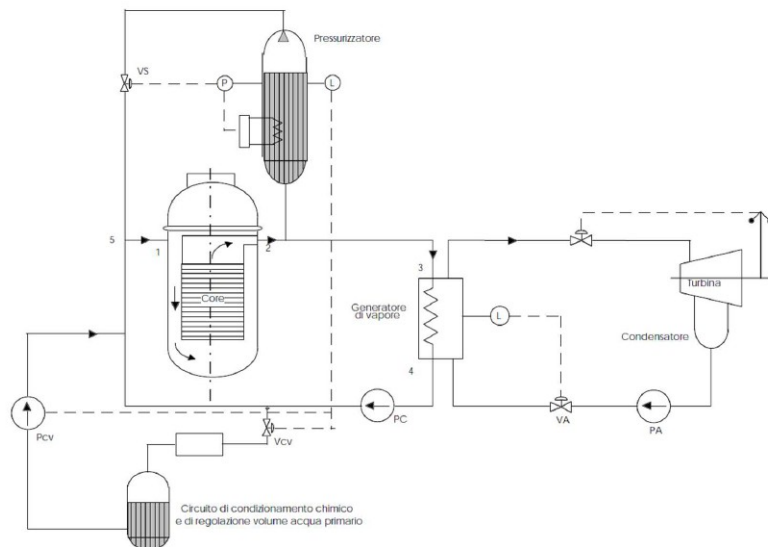 Pressurizzatore
VS
P
L
S
1
2
Core
3
Generatore
di vapore
L
4
Turbina
Condensatore
PC
VA
PA
Pcv
Vcv
Circuito di condizionamento chimico
e di regolazione volume acqua primario